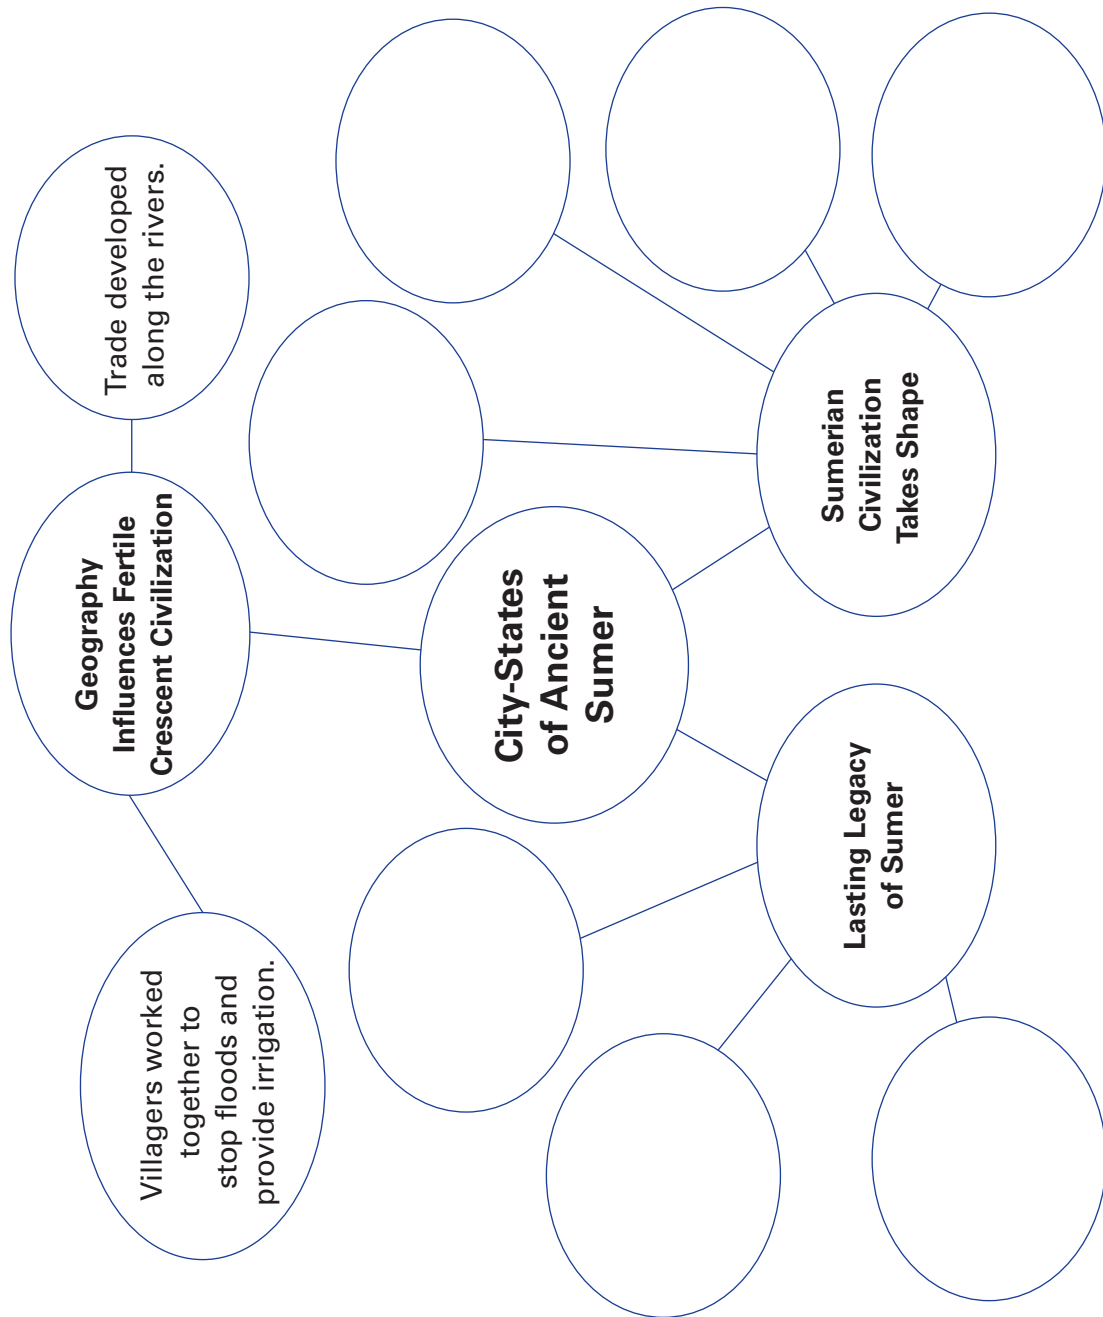 Villagers worked
together to
stop floods and
provide irrigation.
Geography
Influences Fertile
Crescent Civilization
Trade developed
along the rivers.
City-States
of Ancient
Sumer
Lasting Legacy
of Sumer
Sumerian
Civilization
Takes Shape